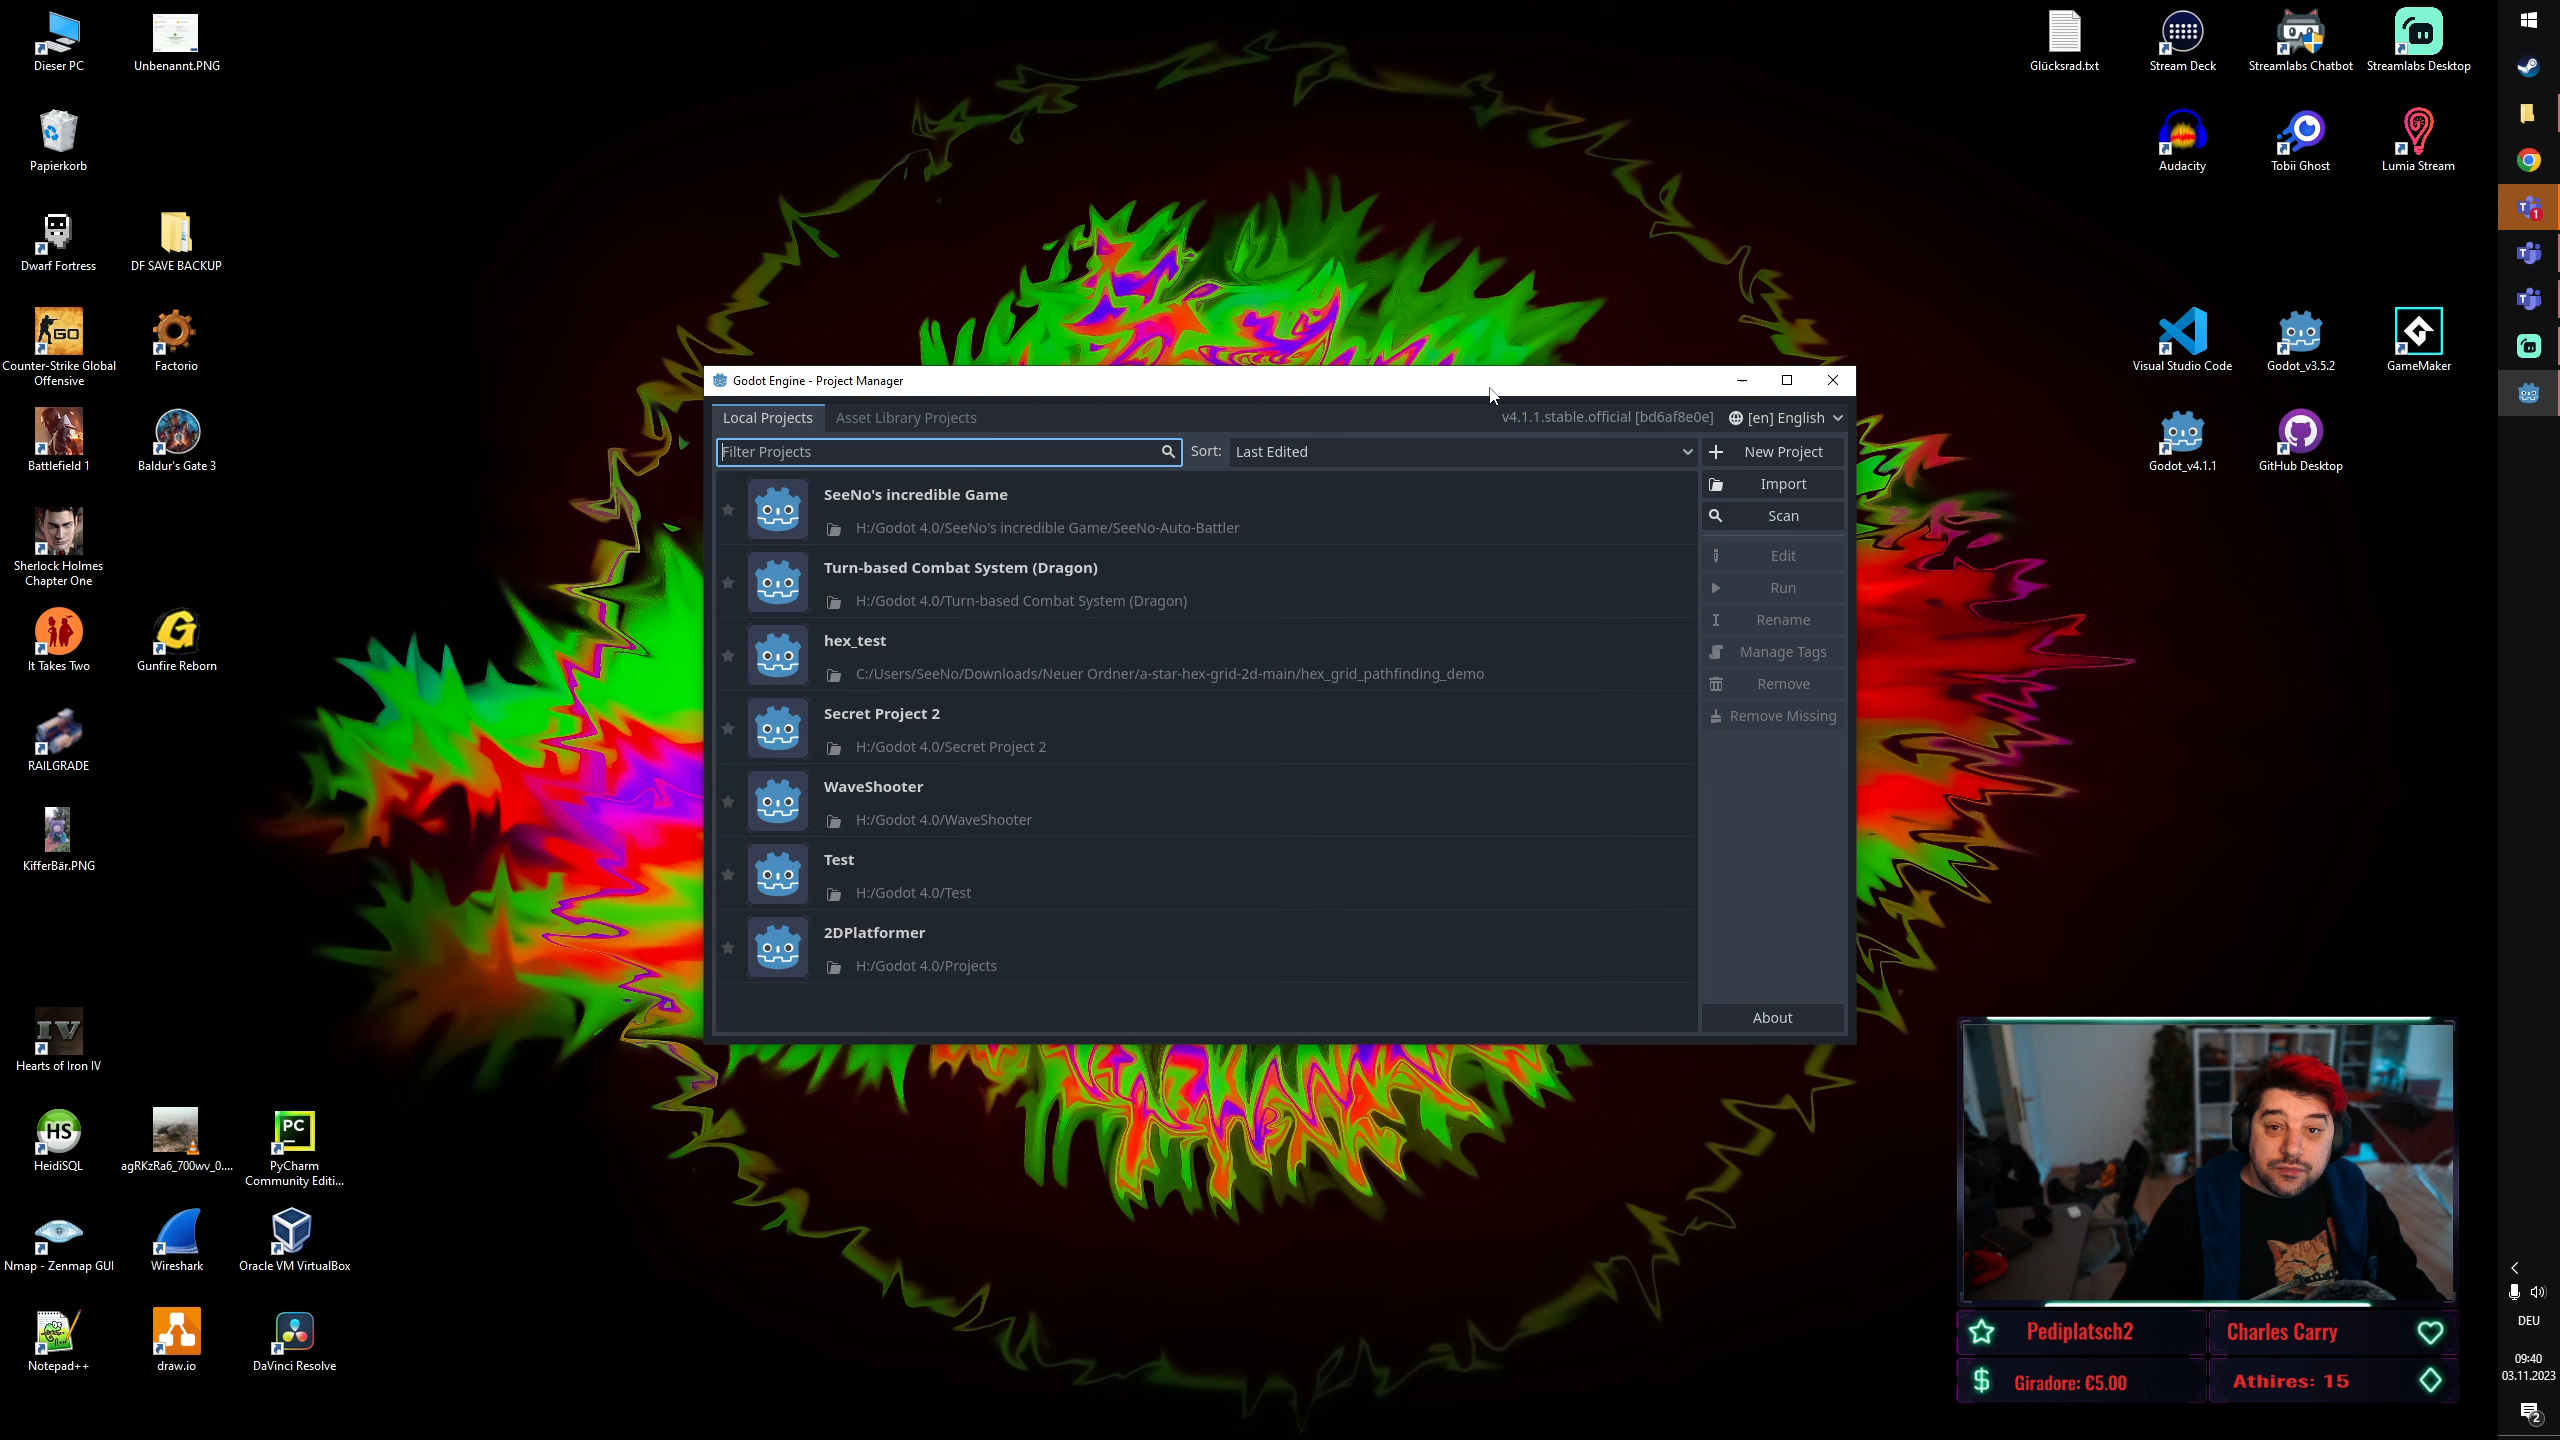 Dieser PC
Unbenannt.PNG
Papierkorb
Dwarf Fortress
DF SAVE BACKUP
GO
Counter-Strike Global
Offensive
Factorio
Battlefield 1
Baldur's Gate 3
Sherlock Holmes
Chapter One
It Takes Two
Gunfire Reborn
RAILGRADE
KifferBär.PNG
IV
Hearts of Iron IV
HS
HeidiSQL
agRKzRa6_700wv_0....
PC
PyCharm
Community Editi...
Nmap - Zenmap GUI
Wireshark
Oracle VM VirtualBox
Notepad++
draw.io
DaVinci Resolve
Godot Engine - Project Manager
Local Projects
Asset Library Projects
v4.1.1.stable.official [bd6af8e0e]
[en] English
Filter Projects
Sort:
Last Edited
New Project
Import
Scan
Edit
Run
Rename
Manage Tags
Remove
Remove Missing
About
SeeNo's incredible Game
H:/Godot 4.0/SeeNo's incredible Game/SeeNo-Auto-Battler
Turn-based Combat System (Dragon)
H:/Godot 4.0/Turn-based Combat System (Dragon)
hex_test
C:/Users/SeeNo/Downloads/Neuer Ordner/a-star-hex-grid-2d-main/hex_grid_pathfinding_demo
Secret Project 2
H:/Godot 4.0/Secret Project 2
WaveShooter
H:/Godot 4.0/WaveShooter
Test
H:/Godot 4.0/Test
2DPlatformer
H:/Godot 4.0/Projects
Glücksrad.txt
Stream Deck
Streamlabs Chatbot
Streamlabs Desktop
Audacity
Tobii Ghost
Lumia Stream
Visual Studio Code
Godot_v3.5.2
GameMaker
Godot_v4.1.1
GitHub Desktop
Pediplatsch2
Charles Carry
Giradore: €5.00
Athires: 15
T
1
T
T
DEU
09:40
03.11.2023
2